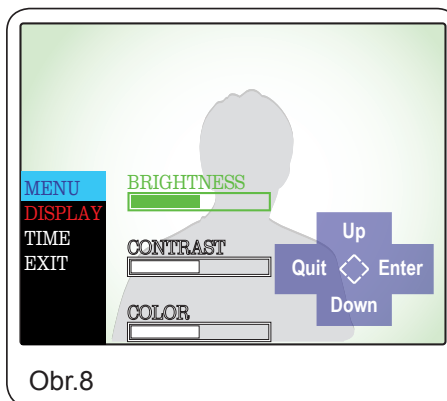 MENU
DISPLAY
TIME
EXIT
BRIGHTNESS
CONTRAST
COLOR
Up
Quit Enter
Down
Obr.8